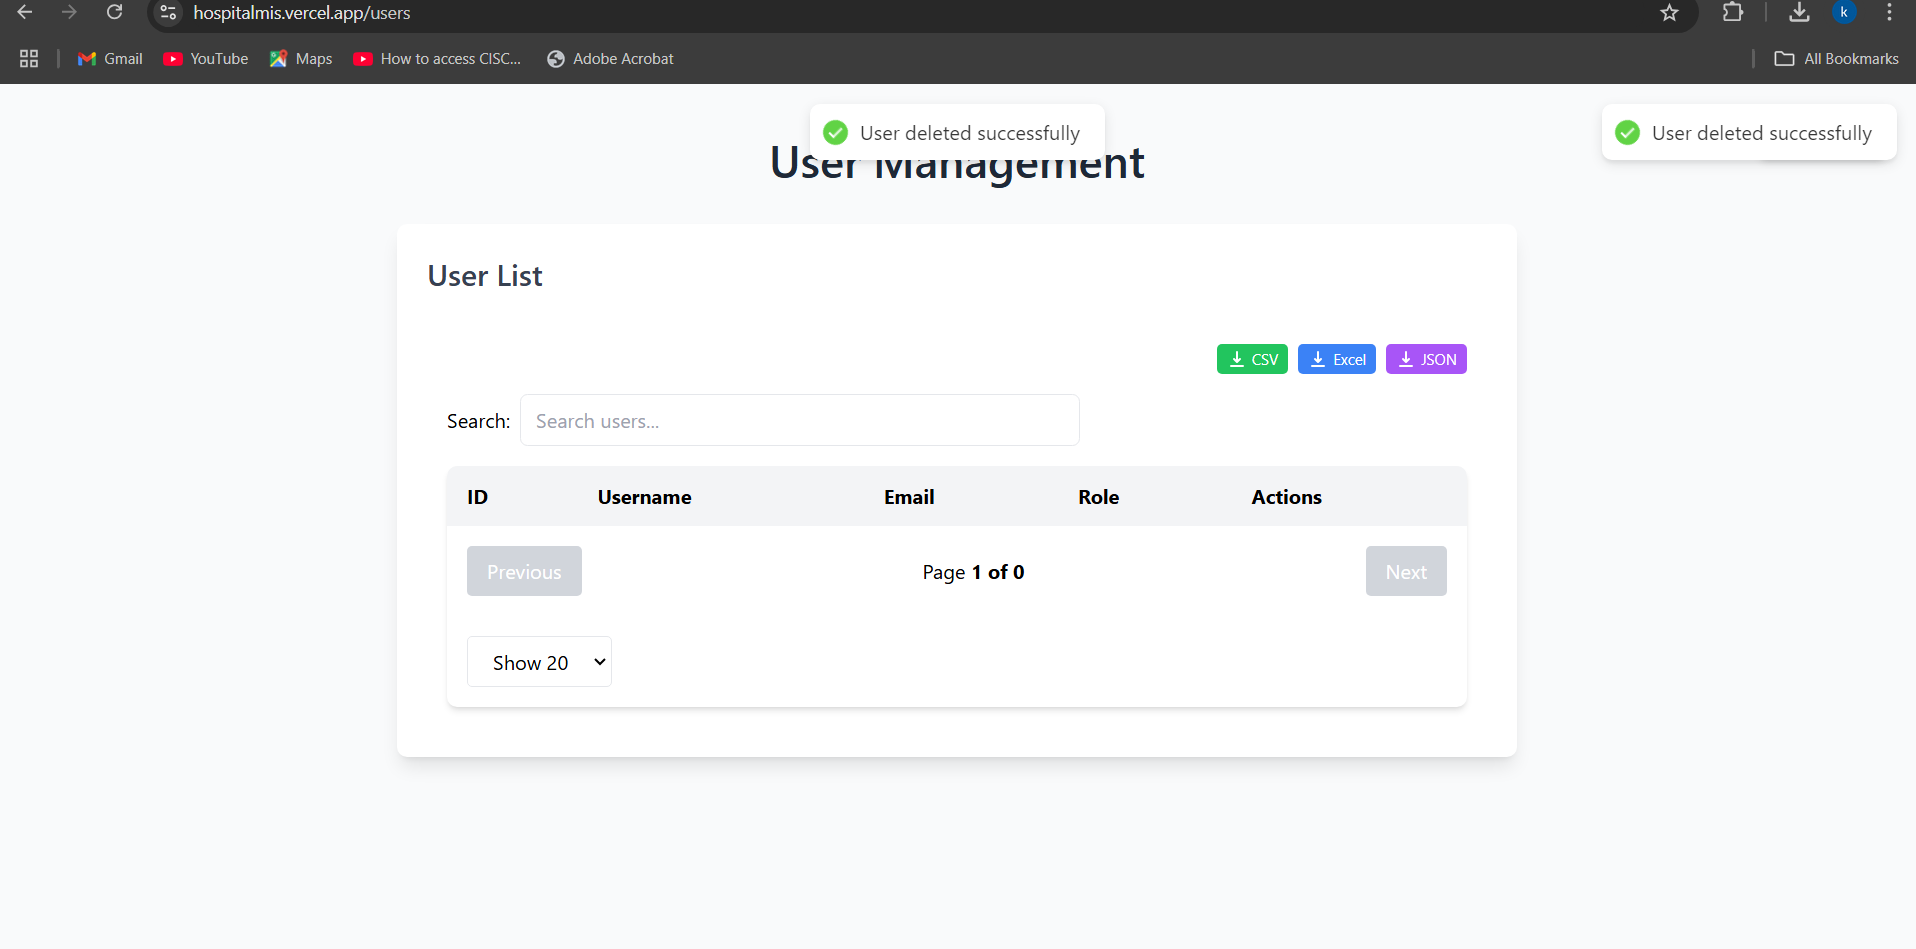 hospitalmis.vercel.app/users
k
Gmail
YouTube
Maps
How to access CISC...
Adobe Acrobat
All Bookmarks
User deleted successfully
User deleted successfully
User Management
User List
CSV
Excel
JSON
Search:
Search users...
ID Username Email Role Actions
Previous
Page 1 of 0
Next
Show 20